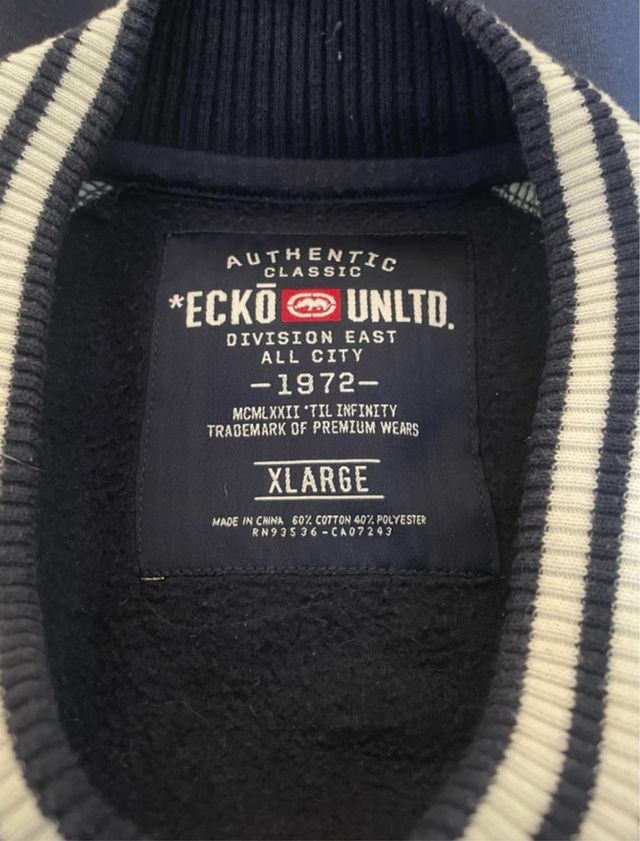 AUTHENTIC
CLASSIC
*ECKŌ UNLTD.
DIVISION EAST
ALL CITY
-1972-
MCMLXXII 'TIL INFINITY
TRADEMARK OF PREMIUM WEARS
XLARGE
MADE IN CHINA 60% COTTON 40% POLYESTER
RN93536-CA07243